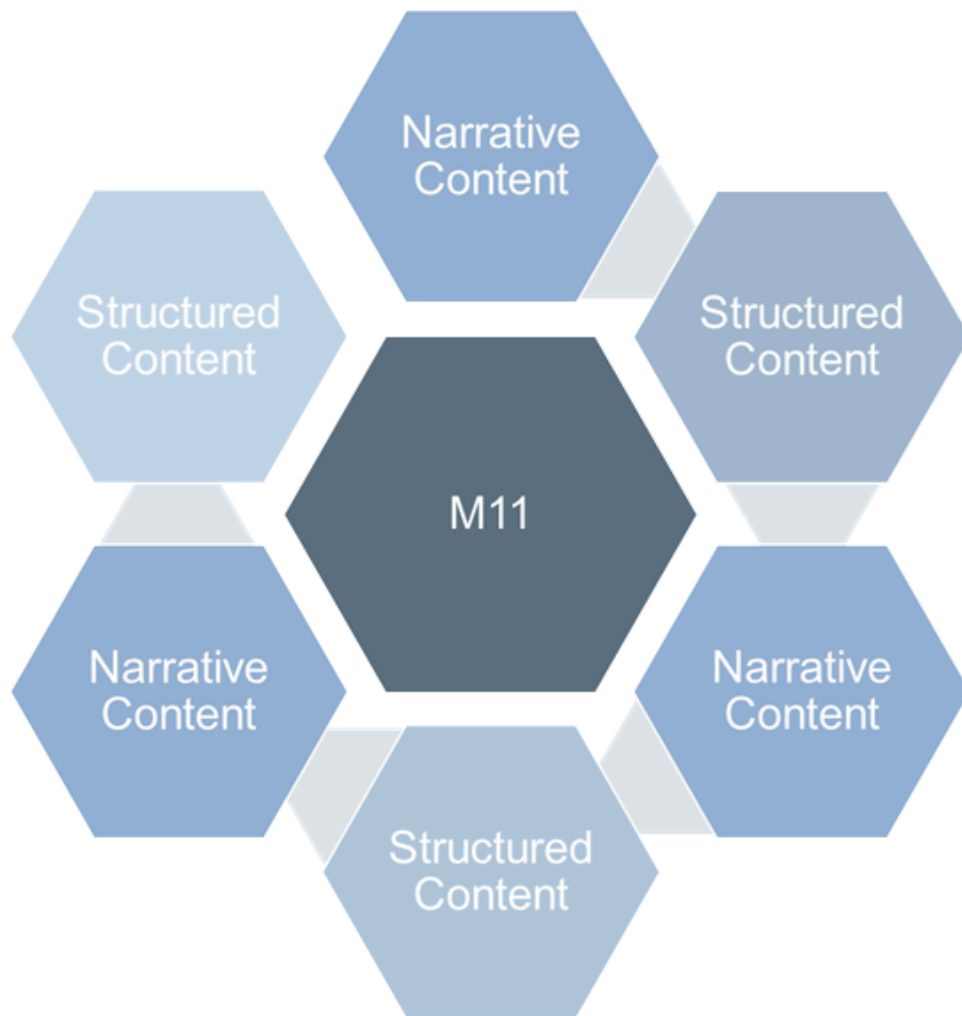 Narrative
Content
Structured
Content
Structured
Content
M11
Narrative
Content
Narrative
Content
Structured
Content